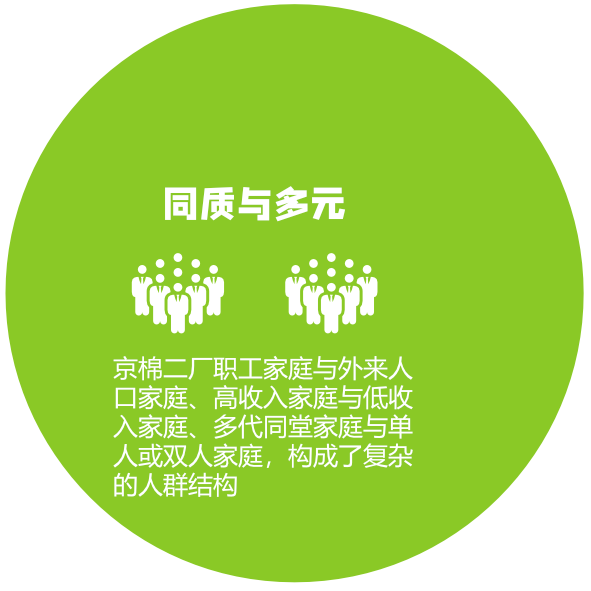 同质与多元
京棉二厂职工家庭与外来人
口家庭、高收入家庭与低收
入家庭、多代同堂家庭与单
人或双人家庭，构成了复杂
的人群结构